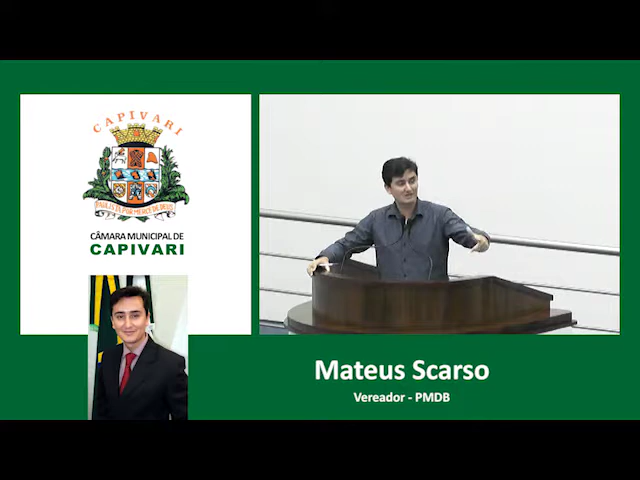 CAPIVARI
CÂMARA MUNICIPAL DE
CAPIVARI
Mateus Scarso
Vereador - PMDB